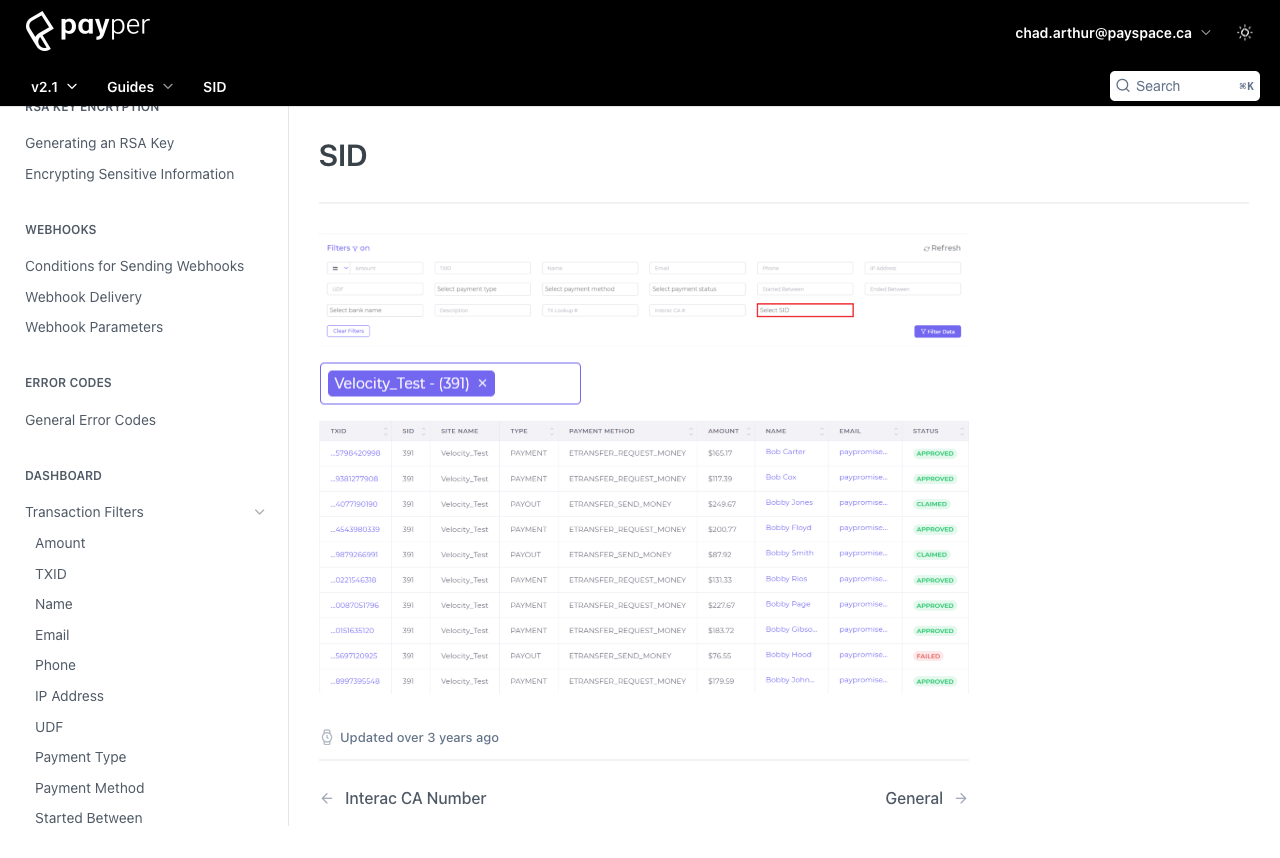 payper
chad.arthur@payspace.ca
v2.1 Guides SID Search ⌘K
RSA KEY ENCRYPTION
Generating an RSA Key
Encrypting Sensitive Information
WEBHOOKS
Conditions for Sending Webhooks
Webhook Delivery
Webhook Parameters
ERROR CODES
General Error Codes
DASHBOARD
Transaction Filters
Amount
TXID
Name
Email
Phone
IP Address
UDF
Payment Type
Payment Method
Started Between
SID
Filters on Refresh
= Amount TXID Name Email Phone IP Address
UDF Select payment type Select payment method Select payment status Started Between Ended Between
Select bank name Description FX Lookup # Interac CA # Select SID
Clear Filters Filter Data
Velocity_Test - (391) ×
TXID SID SITE NAME TYPE PAYMENT METHOD AMOUNT NAME EMAIL STATUS
...5798420998 391 Velocity_Test PAYMENT ETRANSFER_REQUEST_MONEY $165.17 Bob Carter paypromise... APPROVED
...9381277908 391 Velocity_Test PAYMENT ETRANSFER_REQUEST_MONEY $117.39 Bob Cox paypromise... APPROVED
...4077190190 391 Velocity_Test PAYOUT ETRANSFER_SEND_MONEY $249.67 Bobby Jones paypromise... CLAIMED
...4543980339 391 Velocity_Test PAYMENT ETRANSFER_REQUEST_MONEY $200.77 Bobby Floyd paypromise... APPROVED
...9879266991 391 Velocity_Test PAYOUT ETRANSFER_SEND_MONEY $87.92 Bobby Smith paypromise... CLAIMED
...0221546318 391 Velocity_Test PAYMENT ETRANSFER_REQUEST_MONEY $131.33 Bobby Rios paypromise... APPROVED
...0087051796 391 Velocity_Test PAYMENT ETRANSFER_REQUEST_MONEY $227.67 Bobby Page paypromise... APPROVED
...0151635120 391 Velocity_Test PAYMENT ETRANSFER_REQUEST_MONEY $183.72 Bobby Gibso... paypromise... APPROVED
...5697120925 391 Velocity_Test PAYOUT ETRANSFER_SEND_MONEY $76.55 Bobby Hood paypromise... FAILED
...8997395548 391 Velocity_Test PAYMENT ETRANSFER_REQUEST_MONEY $179.59 Bobby John... paypromise... APPROVED
Updated over 3 years ago
← Interac CA Number General →